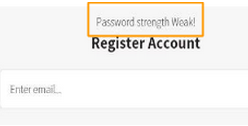 Password strength Weak!
Register Account
Enter email...